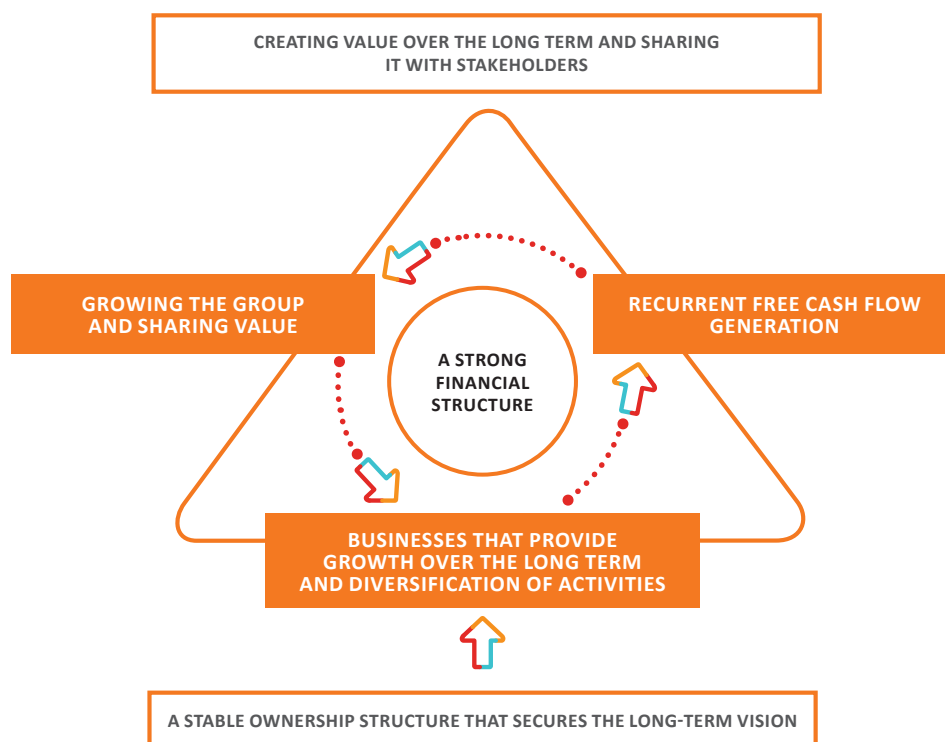 CREATING VALUE OVER THE LONG TERM AND SHARING
IT WITH STAKEHOLDERS
GROWING THE GROUP
AND SHARING VALUE
RECURRENT FREE CASH FLOW
GENERATION
A STRONG
FINANCIAL
STRUCTURE
BUSINESSES THAT PROVIDE
GROWTH OVER THE LONG TERM
AND DIVERSIFICATION OF ACTIVITIES
A STABLE OWNERSHIP STRUCTURE THAT SECURES THE LONG-TERM VISION